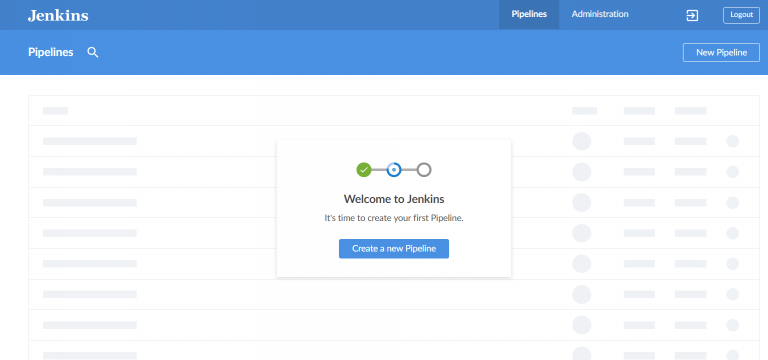 Jenkins
Pipelines
Administration
Logout
Pipelines
New Pipeline
Welcome to Jenkins
It's time to create your first Pipeline.
Create a new Pipeline